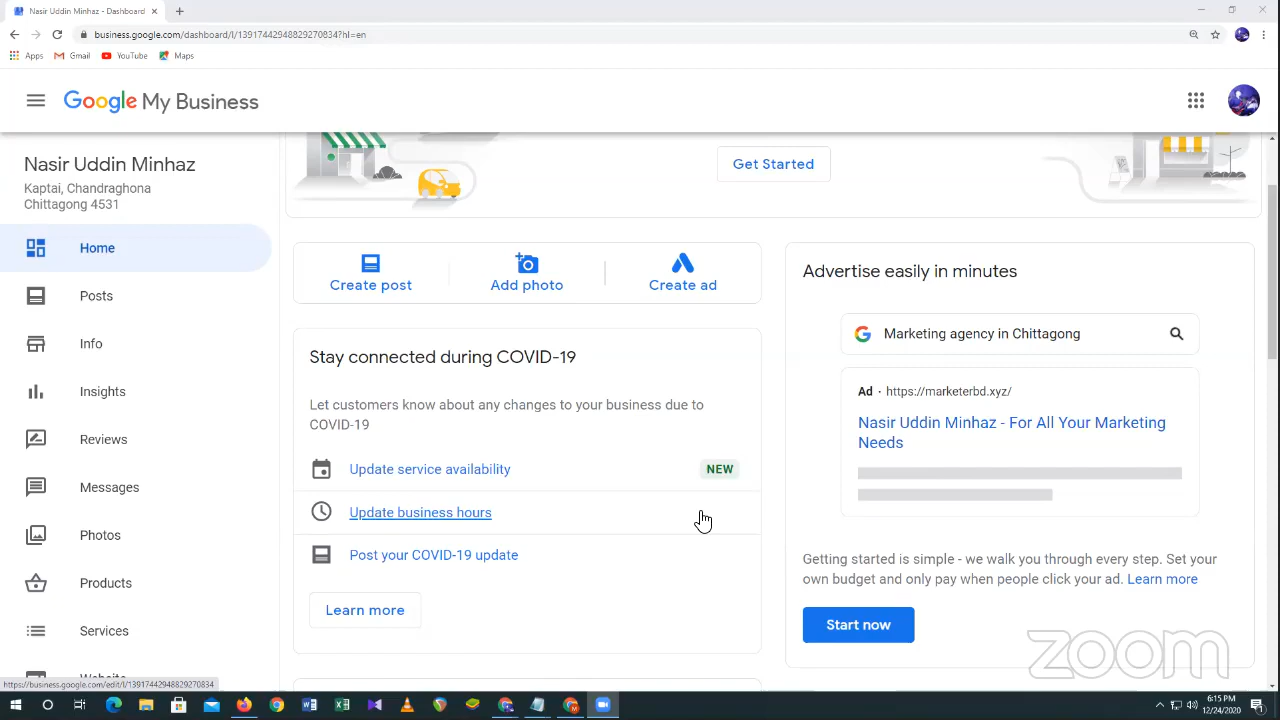 Nasir Uddin Minhaz - Dashboard
business.google.com/dashboard/l/13917442948829270834?hl=en
Apps
Gmail
YouTube
Maps
Google My Business
Nasir Uddin Minhaz
Kaptai, Chandraghona
Chittagong 4531
Home
Posts
Info
Insights
Reviews
Messages
Photos
Products
Services
Website
https://business.google.com/edit/l/13917442948829270834
Get Started
Create post
Add photo
Create ad
Stay connected during COVID-19
Let customers know about any changes to your business due to
COVID-19
Update service availability
NEW
Update business hours
Post your COVID-19 update
Learn more
Advertise easily in minutes
Marketing agency in Chittagong
Ad · https://marketerbd.xyz/
Nasir Uddin Minhaz - For All Your Marketing
Needs
Getting started is simple - we walk you through every step. Set your
own budget and only pay when people click your ad. Learn more
Start now
zoom
6:15 PM
12/24/2020